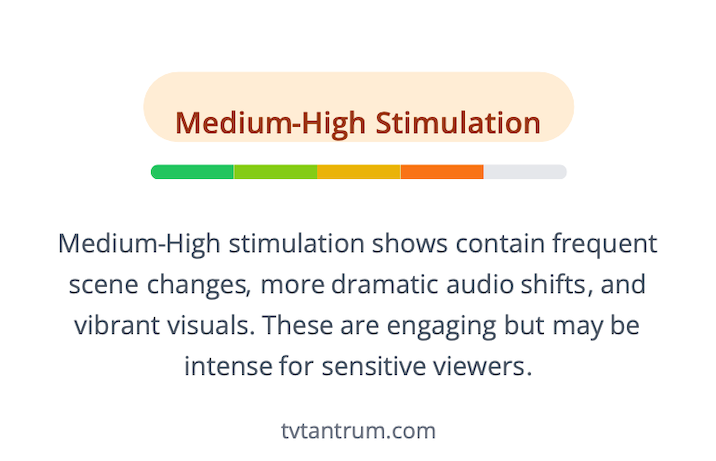 Medium-High Stimulation
Medium-High stimulation shows contain frequent
scene changes, more dramatic audio shifts, and
vibrant visuals. These are engaging but may be
intense for sensitive viewers.
tvtantrum.com